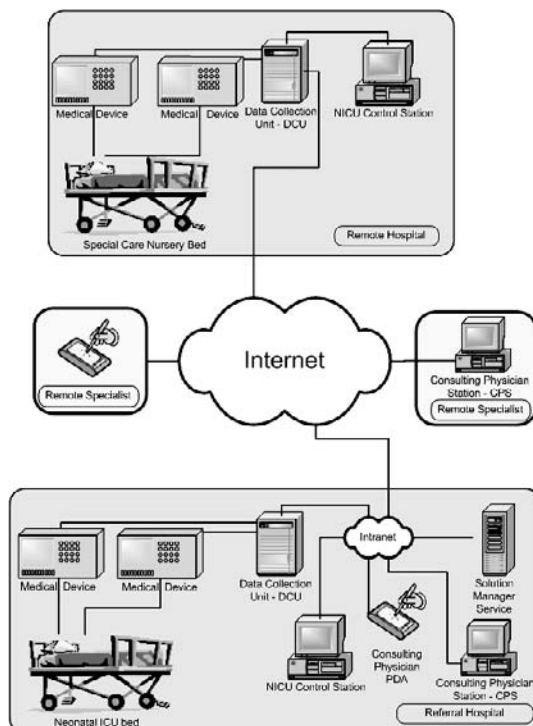 Medical Device
Medical Device
Data Collection
Unit - DCU
NICU Control Station
Special Care Nursery Bed
Remote Hospital
Internet
Remote Specialist
Consulting Physician
Station - CPS
Remote Specialist
Medical Device
Medical Device
Data Collection
Unit - DCU
Intranet
Solution
Manager
Service
NICU Control Station
Consulting
Physician
PDA
Consulting Physician
Station - CPS
Neonatal ICU bed
Referral Hospital